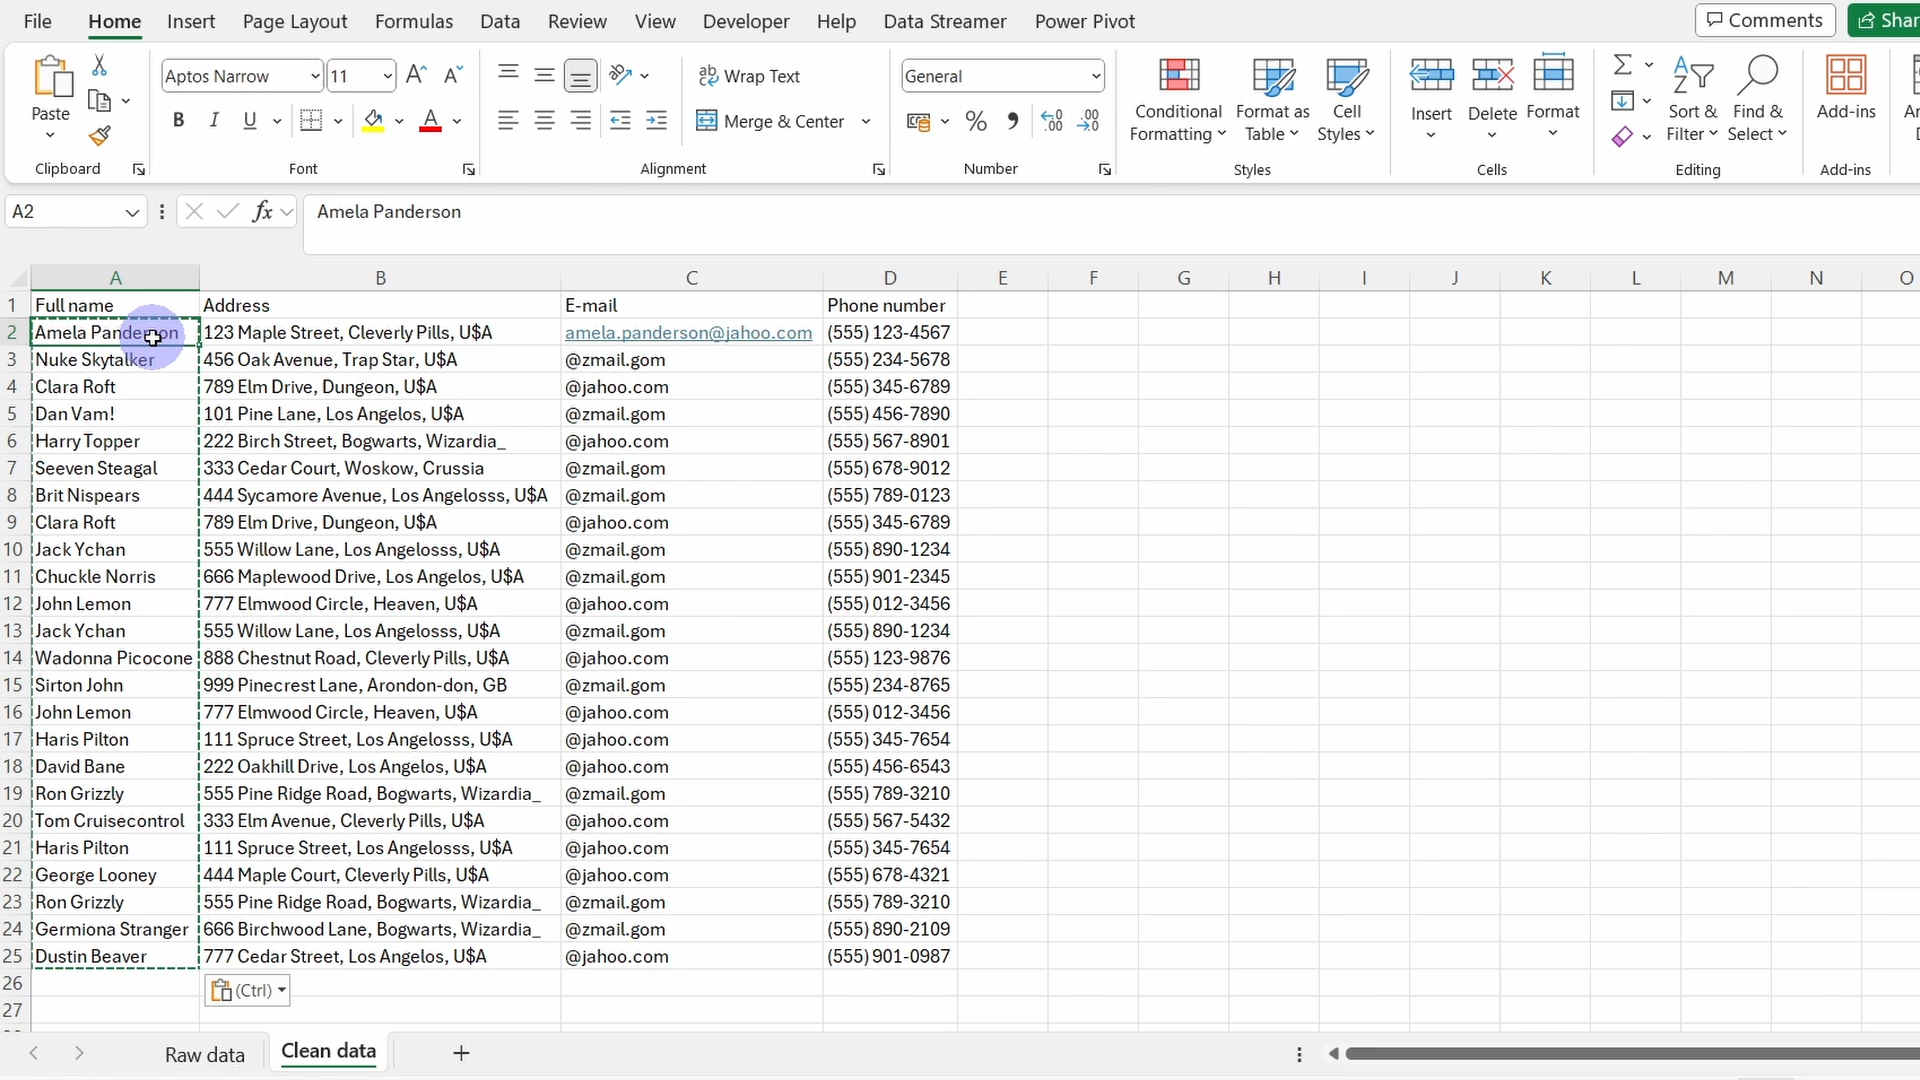 File Home Insert Page Layout Formulas Data Review View Developer Help Data Streamer Power Pivot Comments Shar
Aptos Narrow 11 A A ab Wrap Text General
Paste B I U A Merge & Center % 9 .00 .00 Conditional Formatting Format as Table Cell Styles Insert Delete Format Sort & Filter Find & Select Add-ins
Clipboard Font Alignment Number Styles Cells Editing Add-ins
A2 fx Amela Panderson
A B C D E F G H I J K L M N O
1 Full name Address E-mail Phone number
2 Amela Panderson 123 Maple Street, Cleverly Pills, U$A amela.panderson@jahoo.com (555) 123-4567
3 Nuke Skytalker 456 Oak Avenue, Trap Star, U$A @zmail.gom (555) 234-5678
4 Clara Roft 789 Elm Drive, Dungeon, U$A @jahoo.com (555) 345-6789
5 Dan Vam! 101 Pine Lane, Los Angelos, U$A @zmail.gom (555) 456-7890
6 Harry Topper 222 Birch Street, Bogwarts, Wizardia_ @jahoo.com (555) 567-8901
7 Seeven Steagal 333 Cedar Court, Woskow, Crussia @zmail.gom (555) 678-9012
8 Brit Nispears 444 Sycamore Avenue, Los Angelosss, U$A @zmail.gom (555) 789-0123
9 Clara Roft 789 Elm Drive, Dungeon, U$A @jahoo.com (555) 345-6789
10 Jack Ychan 555 Willow Lane, Los Angelosss, U$A @zmail.gom (555) 890-1234
11 Chuckle Norris 666 Maplewood Drive, Los Angelos, U$A @zmail.gom (555) 901-2345
12 John Lemon 777 Elmwood Circle, Heaven, U$A @jahoo.com (555) 012-3456
13 Jack Ychan 555 Willow Lane, Los Angelosss, U$A @zmail.gom (555) 890-1234
14 Wadonna Picocone 888 Chestnut Road, Cleverly Pills, U$A @jahoo.com (555) 123-9876
15 Sirton John 999 Pinecrest Lane, Arondon-don, GB @zmail.gom (555) 234-8765
16 John Lemon 777 Elmwood Circle, Heaven, U$A @jahoo.com (555) 012-3456
17 Haris Pilton 111 Spruce Street, Los Angelosss, U$A @jahoo.com (555) 345-7654
18 David Bane 222 Oakhill Drive, Los Angelos, U$A @jahoo.com (555) 456-6543
19 Ron Grizzly 555 Pine Ridge Road, Bogwarts, Wizardia_ @zmail.gom (555) 789-3210
20 Tom Cruisecontrol 333 Elm Avenue, Cleverly Pills, U$A @jahoo.com (555) 567-5432
21 Haris Pilton 111 Spruce Street, Los Angelosss, U$A @jahoo.com (555) 345-7654
22 George Looney 444 Maple Court, Cleverly Pills, U$A @jahoo.com (555) 678-4321
23 Ron Grizzly 555 Pine Ridge Road, Bogwarts, Wizardia_ @zmail.gom (555) 789-3210
24 Germiona Stranger 666 Birchwood Lane, Bogwarts, Wizardia_ @zmail.gom (555) 890-2109
25 Dustin Beaver 777 Cedar Street, Los Angelos, U$A @jahoo.com (555) 901-0987
26 (Ctrl)
27
Raw data Clean data